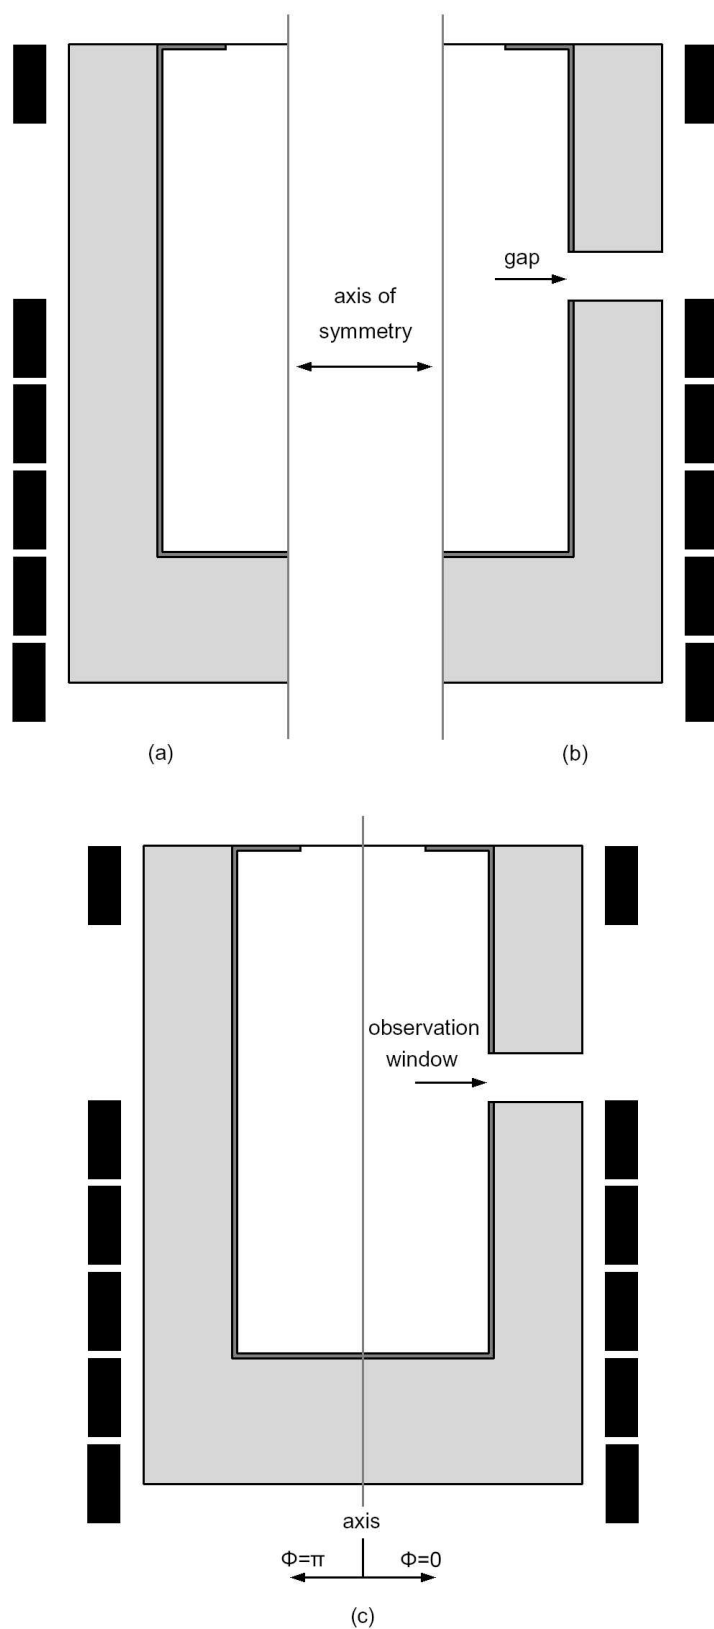 gap
axis of
symmetry
(a)
(b)
observation
window
axis
Φ=π
Φ=0
(c)